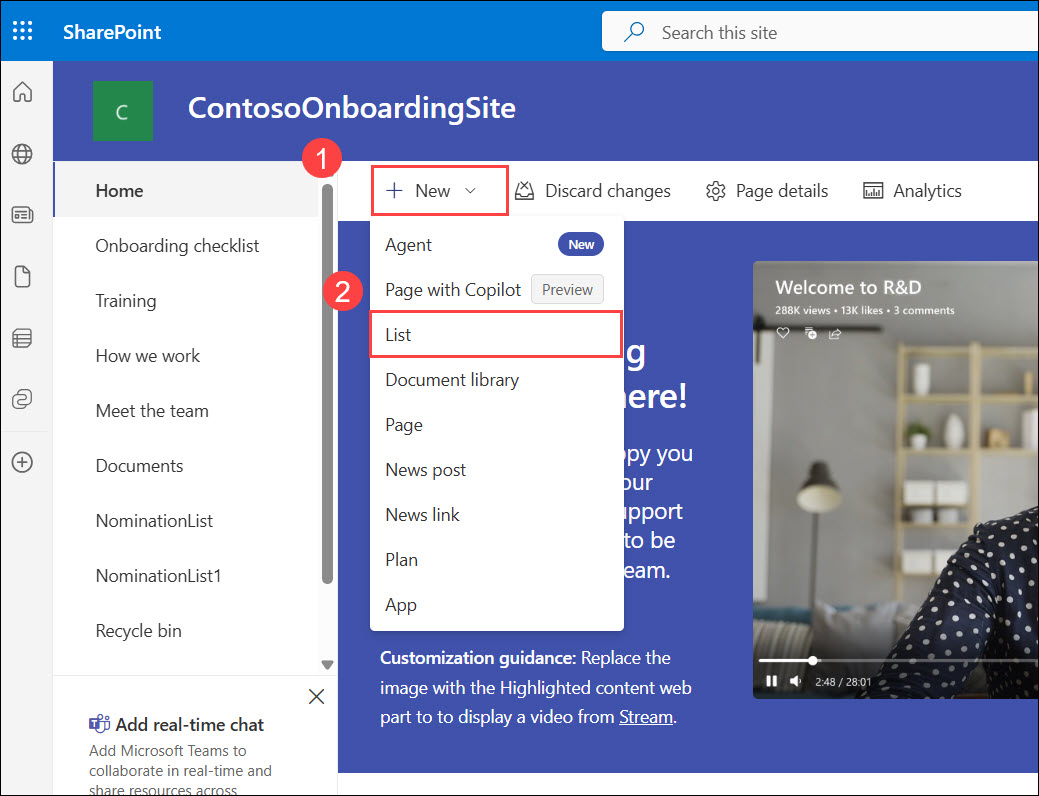 SharePoint
Search this site
C
ContosoOnboardingSite
1
Home
Onboarding checklist
Training
How we work
Meet the team
Documents
NominationList
NominationList1
Recycle bin
Add real-time chat
Add Microsoft Teams to
collaborate in real-time and
share resources across
New
Discard changes
Page details
Analytics
Agent
New
2
Page with Copilot
Preview
List
Document library
Page
News post
News link
Plan
App
g
ere!
you
our
upport
to be
eam.
Customization guidance: Replace the
image with the Highlighted content web
part to to display a video from Stream.
Welcome to R&D
288K views • 13K likes • 3 comments
2:48 / 28:01